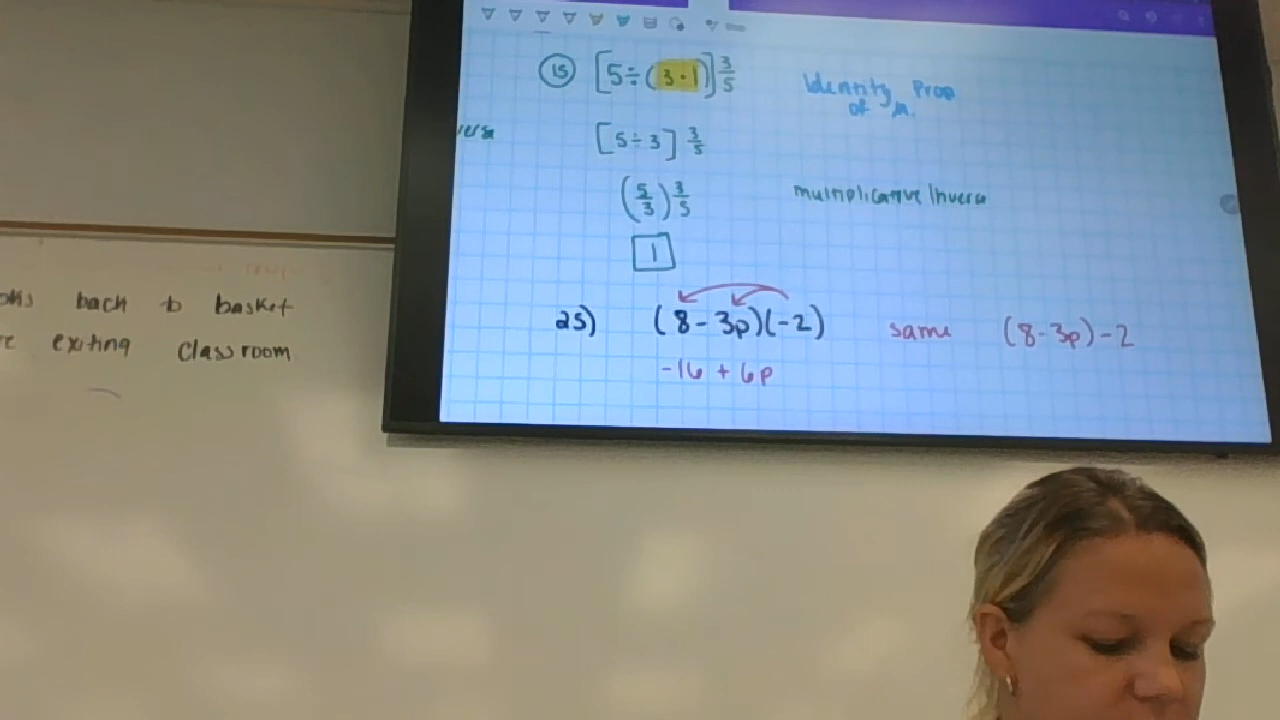 15 [5÷(3·1)] 3/5 Identity Prop
of m.
[5÷3] 3/5
(5/3) 3/5 multiplicative Inverse
1
25) (8-3p)(-2) same (8-3p)-2
-16 + 6p
back to basket
exiting classroom